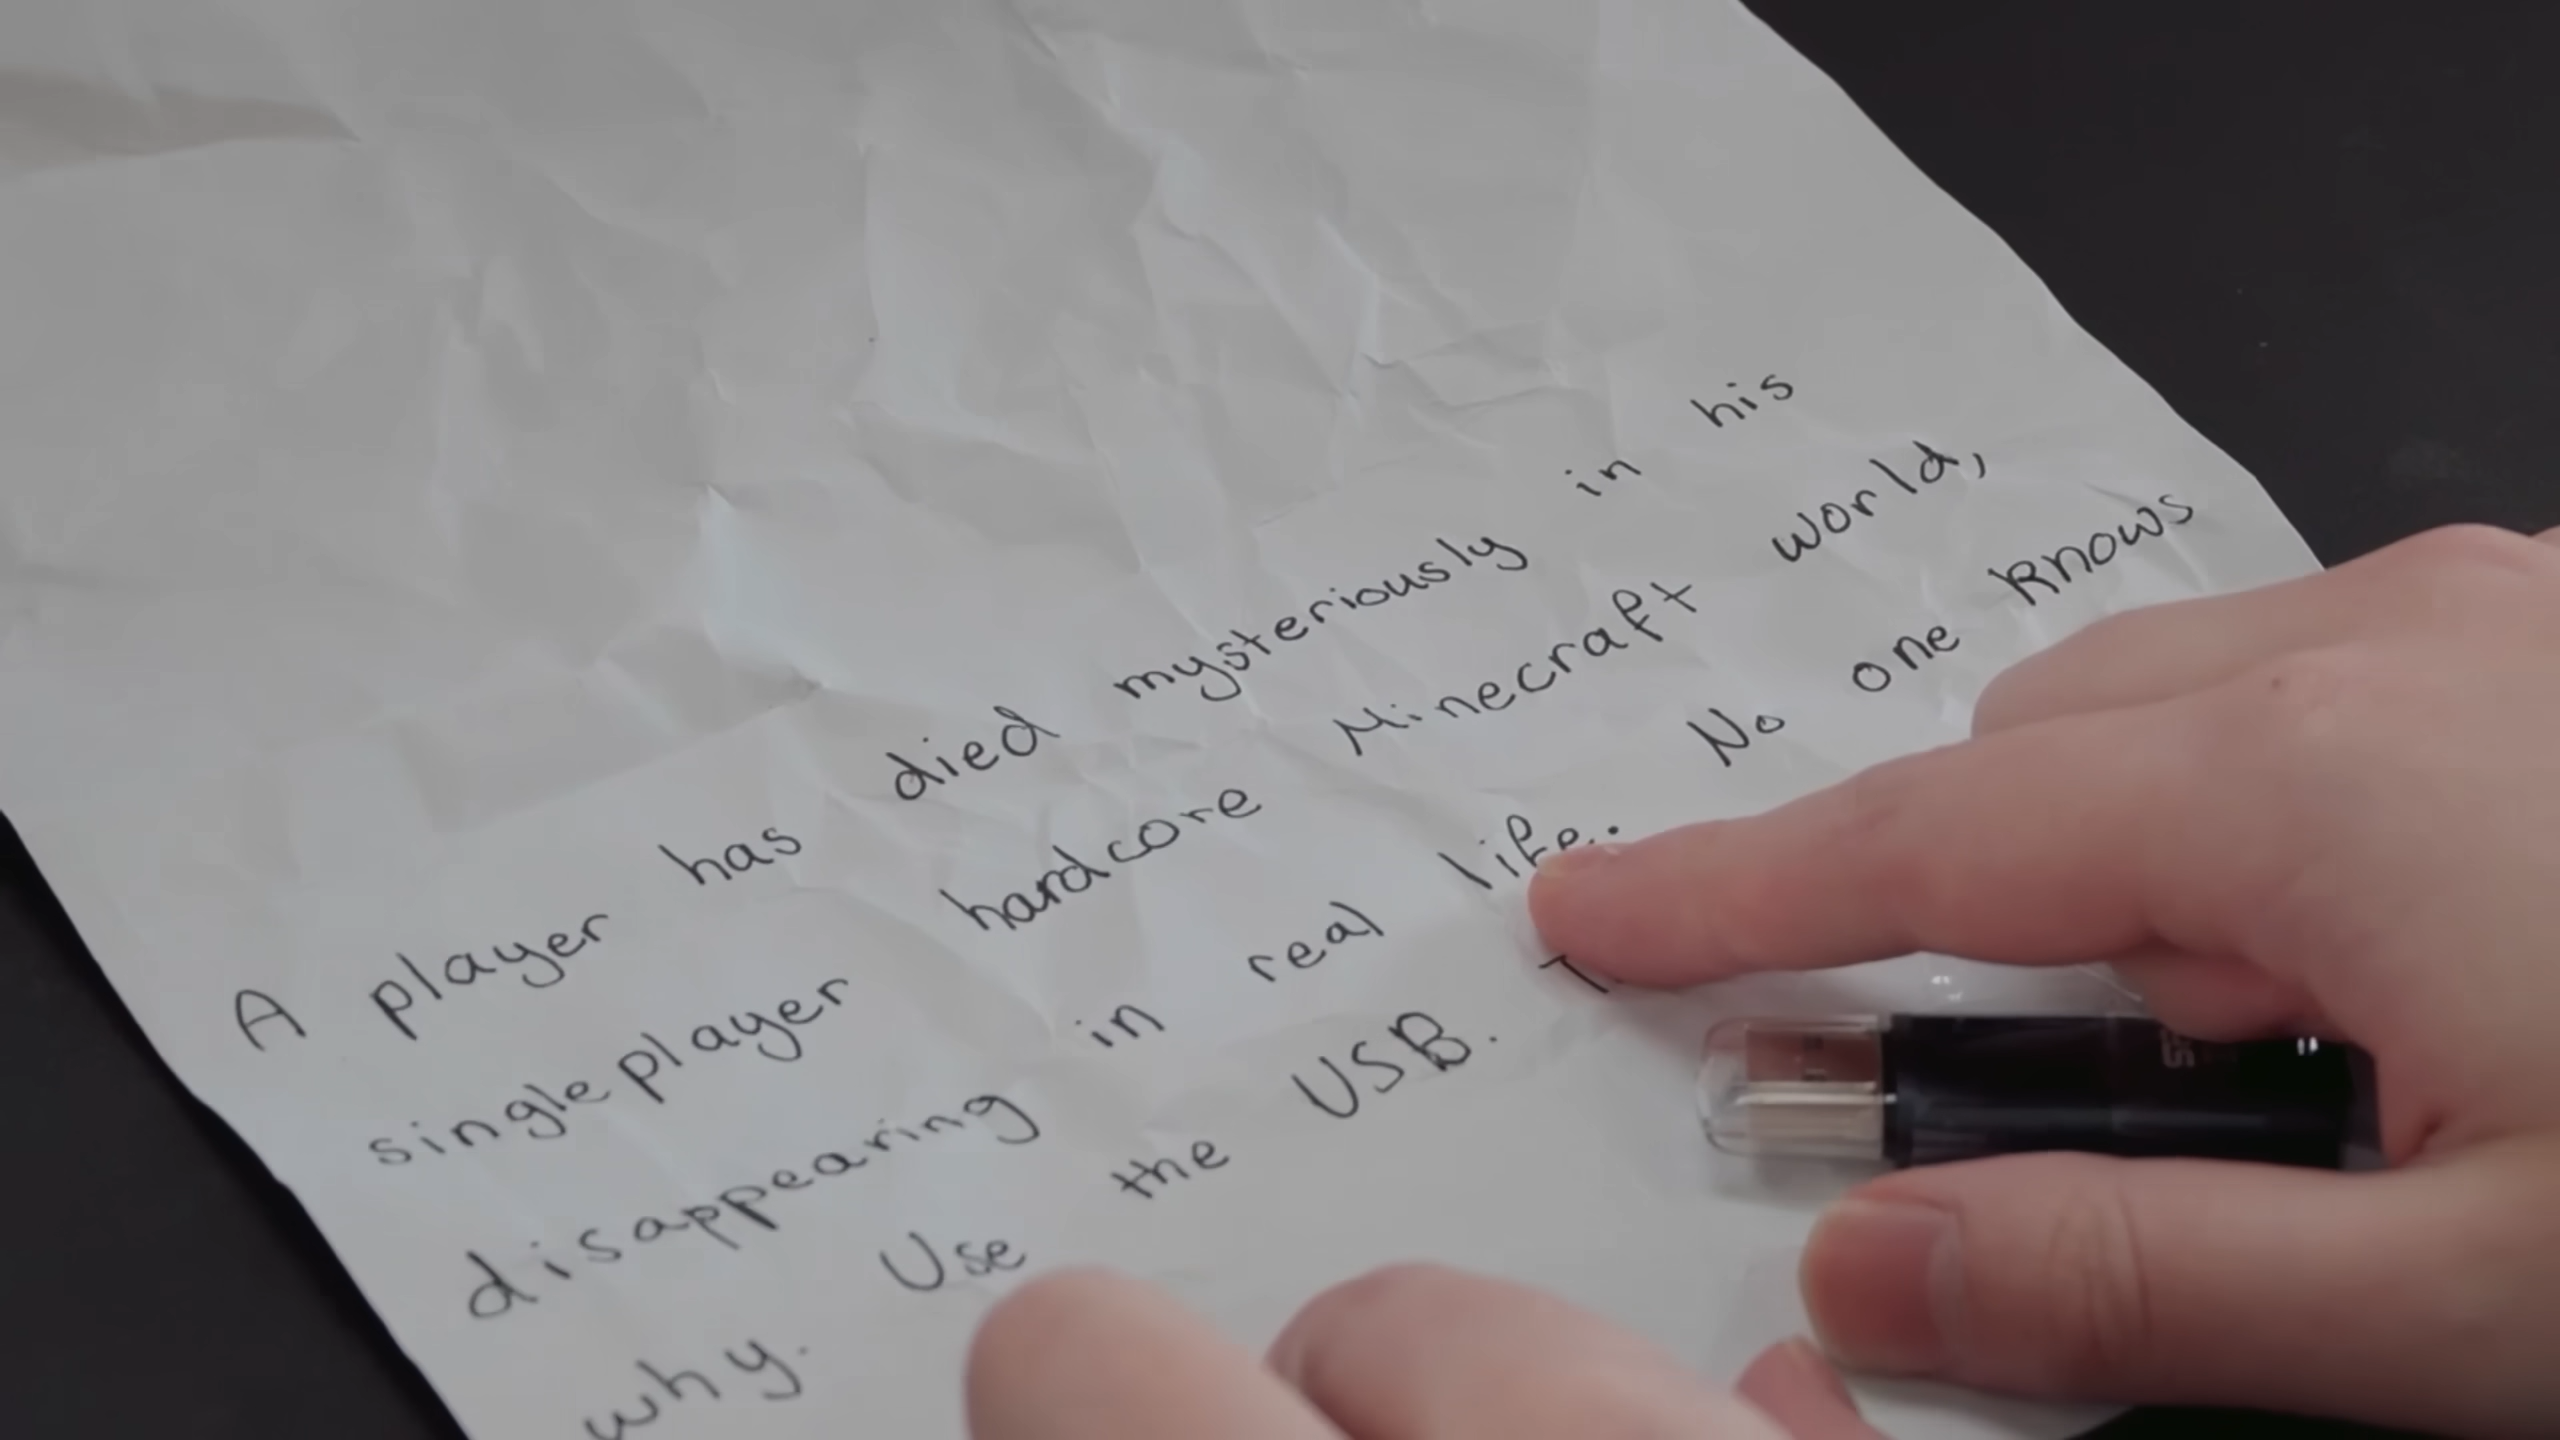 A player has died mysteriously in his
singleplayer hardcore Minecraft world,
disappearing in real life. No one knows
why. Use the USB.